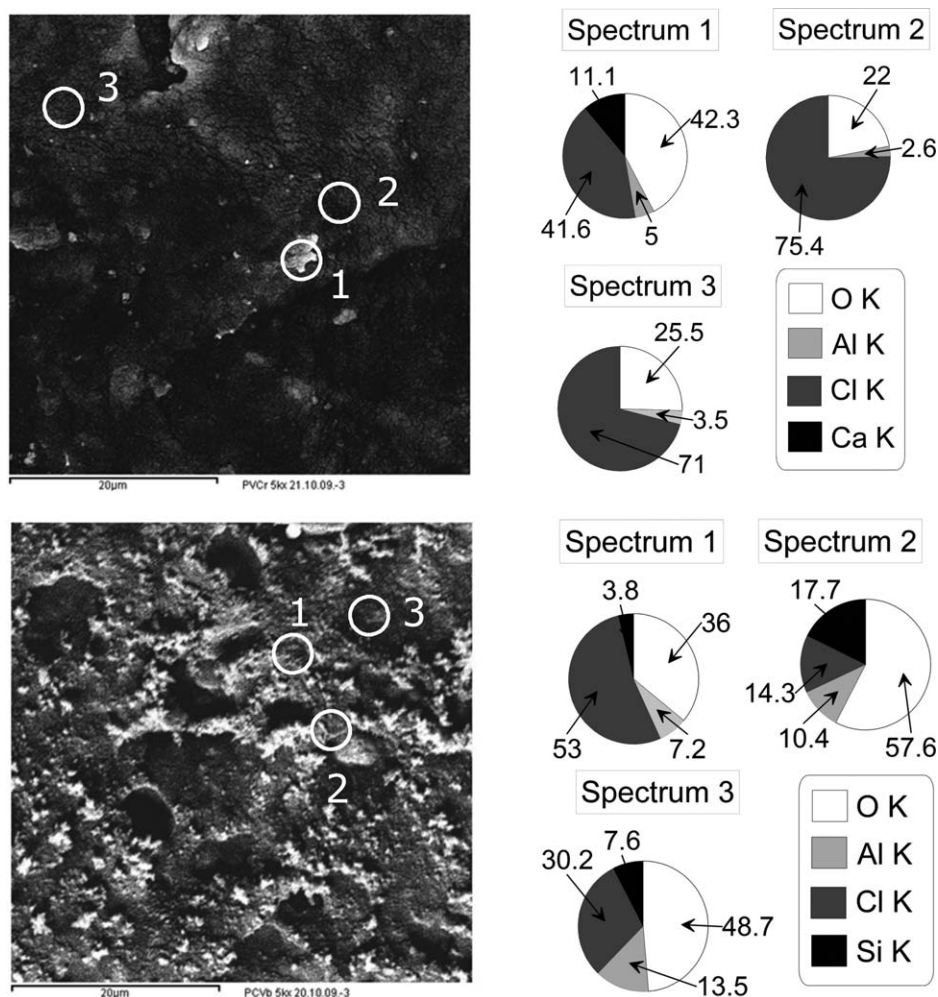 3
2
1
20µm
PVCr 5kx 21.10.09.-3
Spectrum 1
11.1
42.3
41.6
5
Spectrum 2
22
2.6
75.4
Spectrum 3
25.5
3.5
71
O K
Al K
Cl K
Ca K
1
3
2
20µm
PCVb 5kx 20.10.09.-3
Spectrum 1
3.8
36
53
7.2
Spectrum 2
17.7
14.3
10.4
57.6
Spectrum 3
7.6
30.2
48.7
13.5
O K
Al K
Cl K
Si K